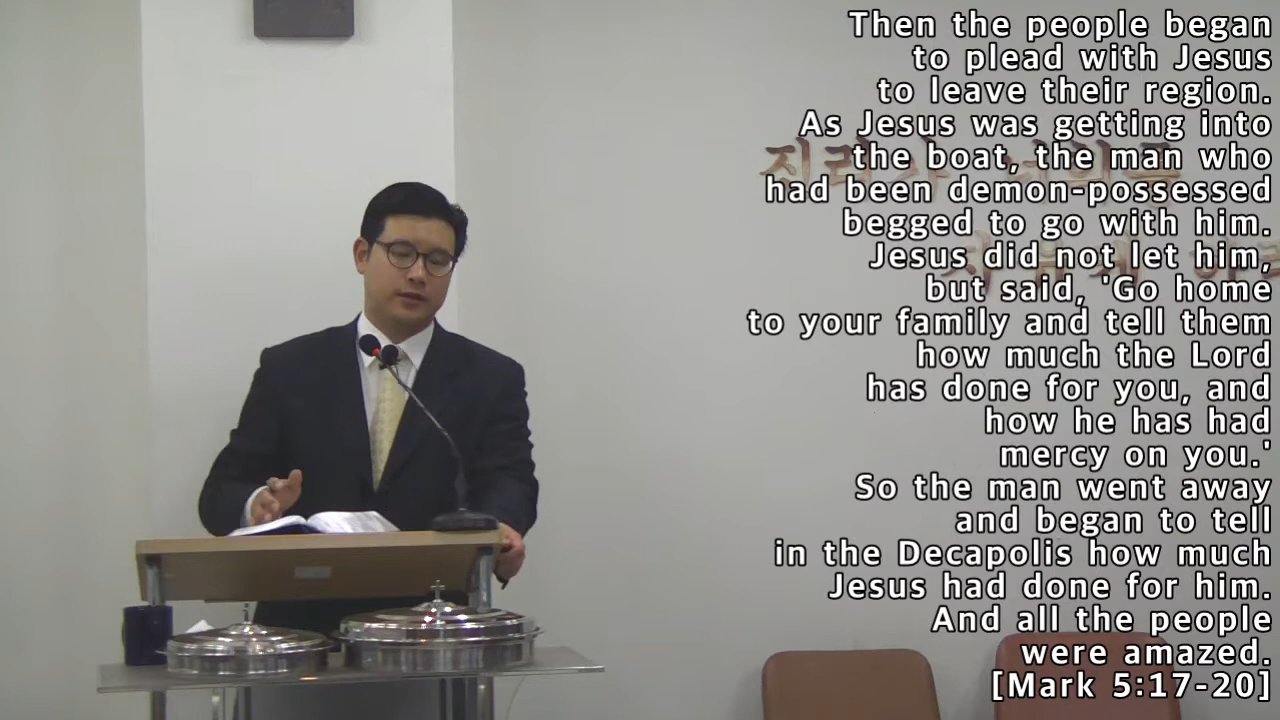 Then the people began
to plead with Jesus
to leave their region.
As Jesus was getting into
the boat, the man who
had been demon-possessed
begged to go with him.
Jesus did not let him,
but said, 'Go home
to your family and tell them
how much the Lord
has done for you, and
how he has had
mercy on you.'
So the man went away
and began to tell
in the Decapolis how much
Jesus had done for him.
And all the people
were amazed.
[Mark 5:17-20]